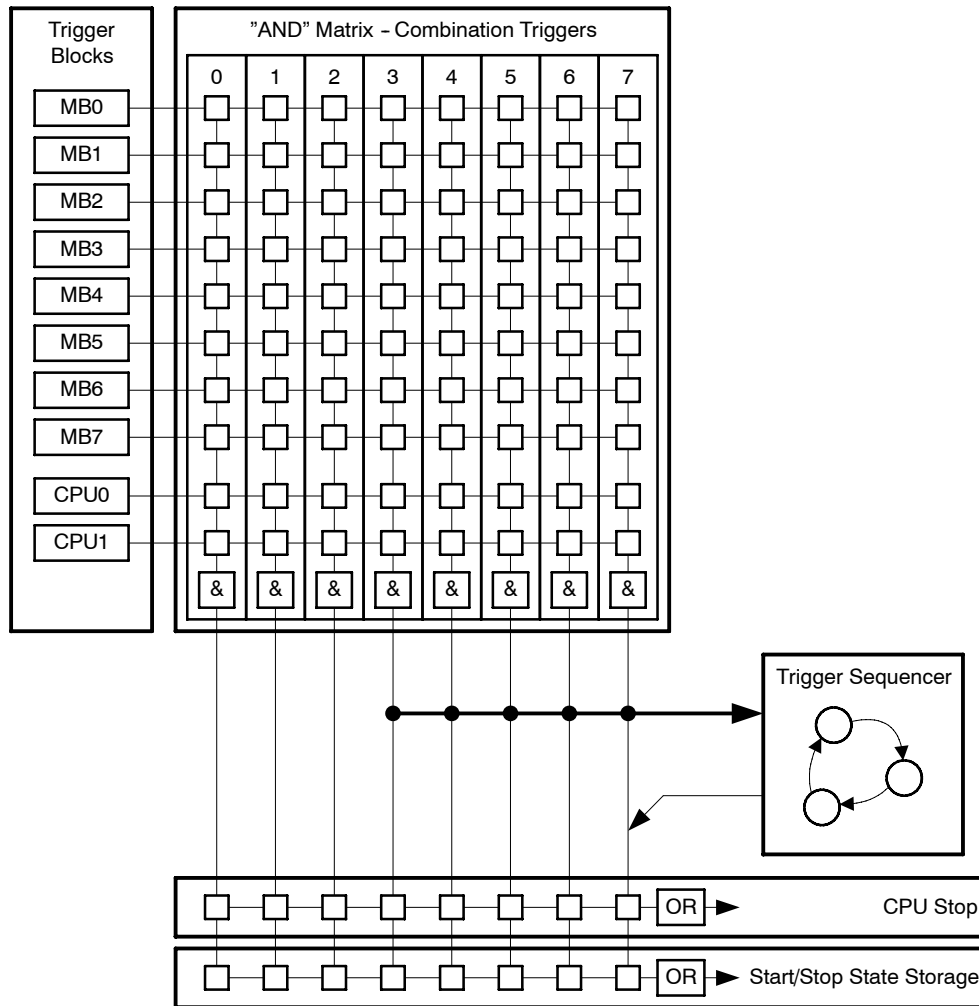 Trigger
Blocks
"AND" Matrix - Combination Triggers
0 1 2 3 4 5 6 7
MB0
MB1
MB2
MB3
MB4
MB5
MB6
MB7
CPU0
CPU1
& & & & & & & &
Trigger Sequencer
OR CPU Stop
OR Start/Stop State Storage